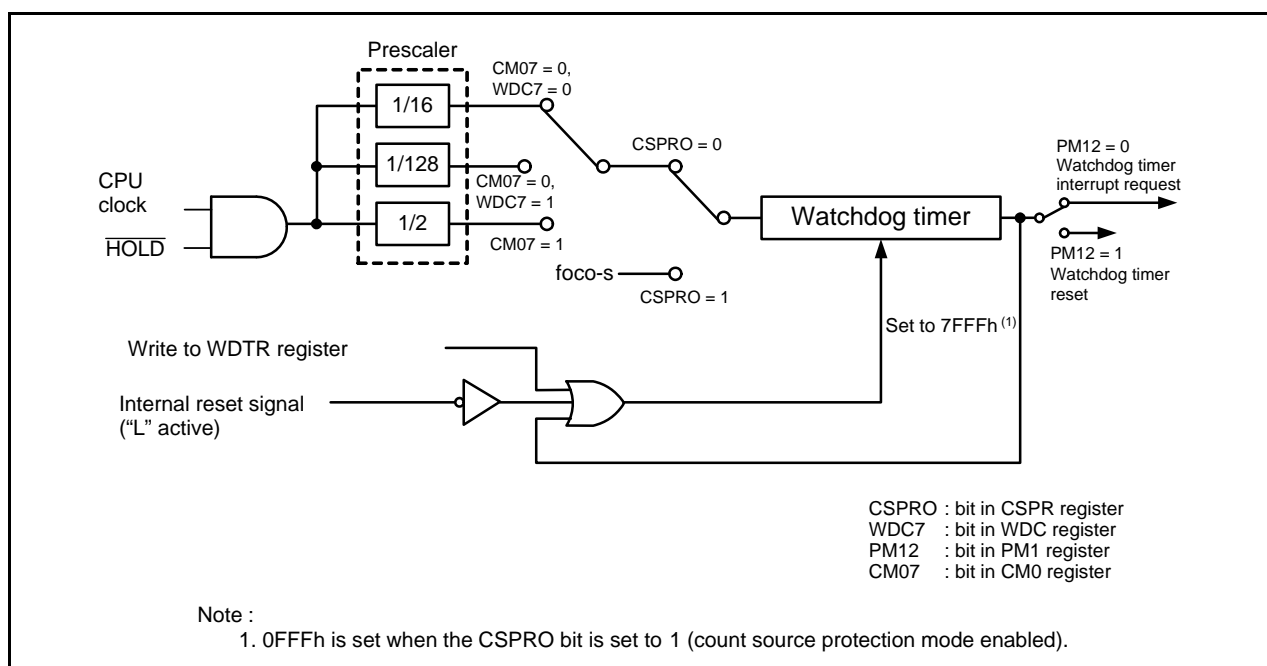 Prescaler
CM07 = 0,
WDC7 = 0
1/16
CSPRO = 0
PM12 = 0
Watchdog timer
interrupt request
1/128
CPU
clock
CM07 = 0,
WDC7 = 1
Watchdog timer
1/2
HOLD
CM07 = 1
PM12 = 1
Watchdog timer
reset
foco-s
CSPRO = 1
Set to 7FFFh (1)
Write to WDTR register
Internal reset signal
(“L” active)
CSPRO : bit in CSPR register
WDC7 : bit in WDC register
PM12 : bit in PM1 register
CM07 : bit in CM0 register
Note :
1. 0FFFh is set when the CSPRO bit is set to 1 (count source protection mode enabled).